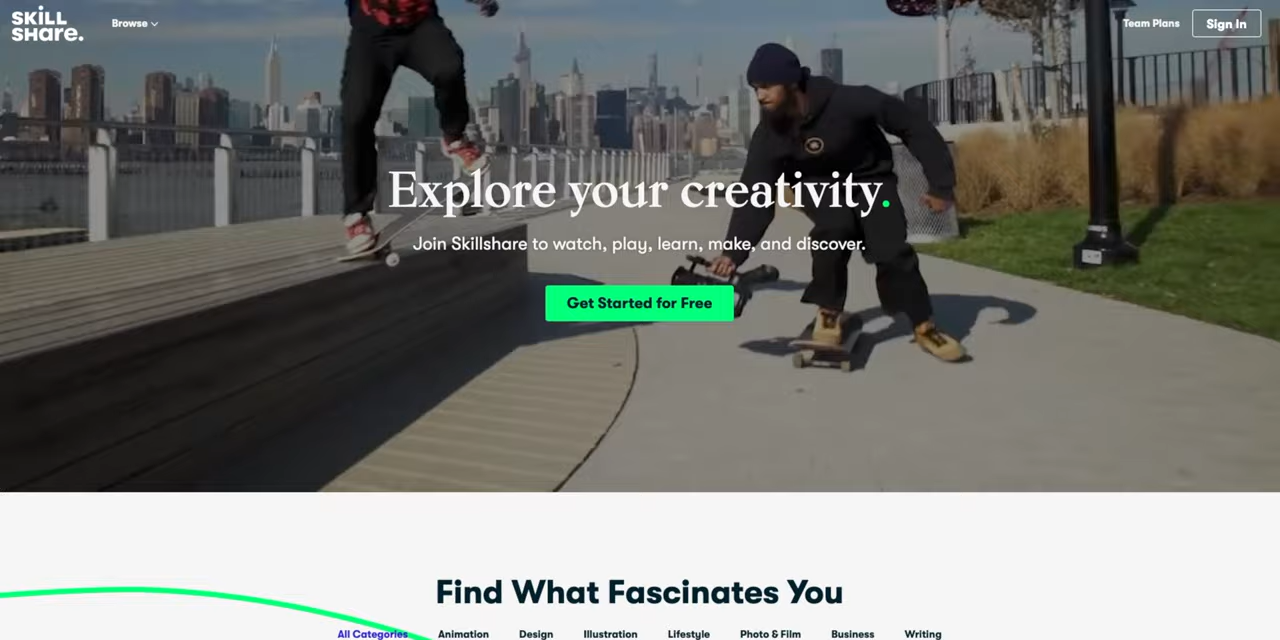 SKiLL
SHare.
Browse
Team Plans
Sign In
Explore your creativity.
Join Skillshare to watch, play, learn, make, and discover.
Get Started for Free
Find What Fascinates You
All Categories
Animation
Design
Illustration
Lifestyle
Photo & Film
Business
Writing